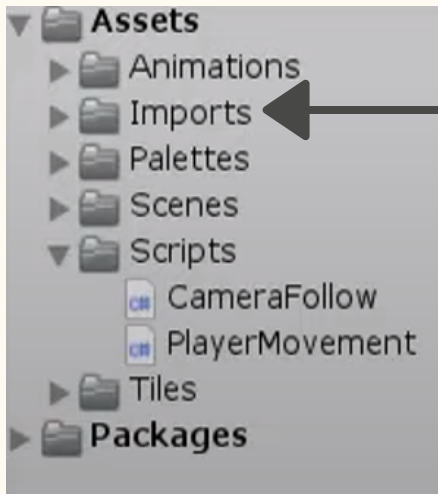 Assets
Animations
Imports
Palettes
Scenes
Scripts
C# CameraFollow
C# PlayerMovement
Tiles
Packages